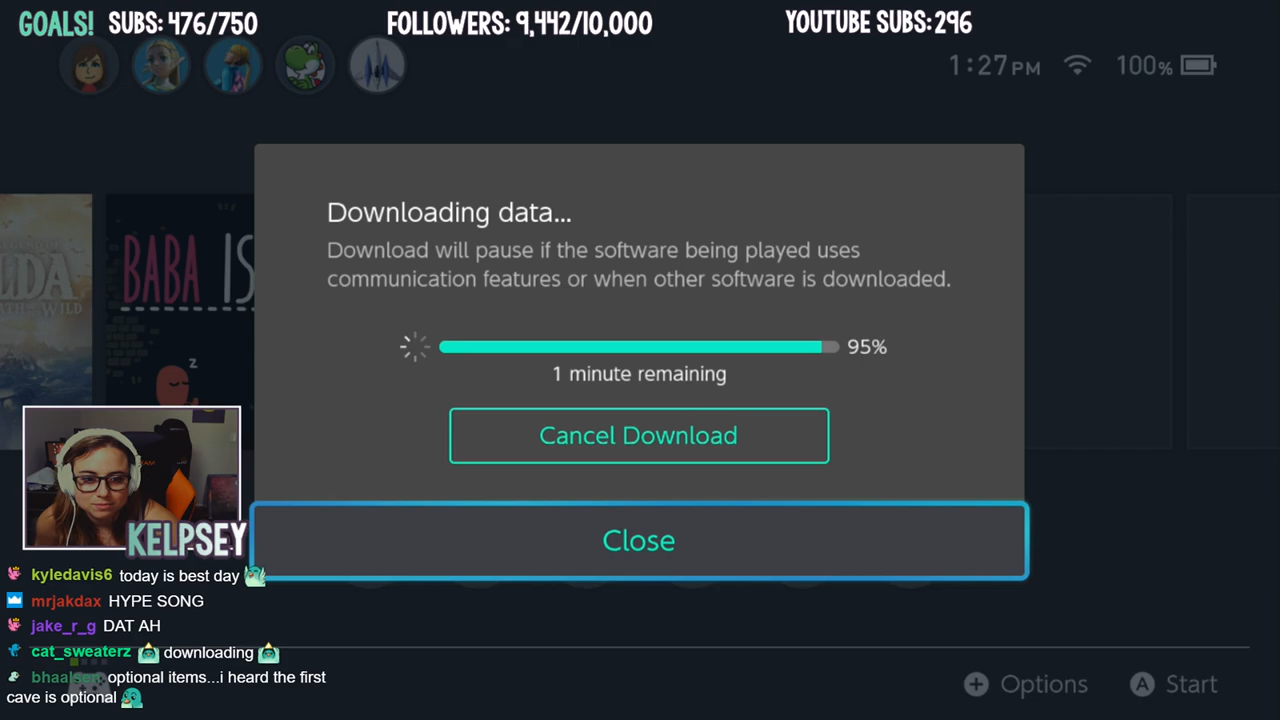 GOALS! SUBS: 476/750 FOLLOWERS: 9,442/10,000 YOUTUBE SUBS: 296
1:27 PM 100%
Downloading data...
Download will pause if the software being played uses
communication features or when other software is downloaded.
BABA IS
95%
1 minute remaining
Cancel Download
Close
KELPSEY
kyledavis6 today is best day
mrjakdax HYPE SONG
jake_r_g DAT AH
cat_sweaterz downloading
optional items...i heard the first
cave is optional
Options Start